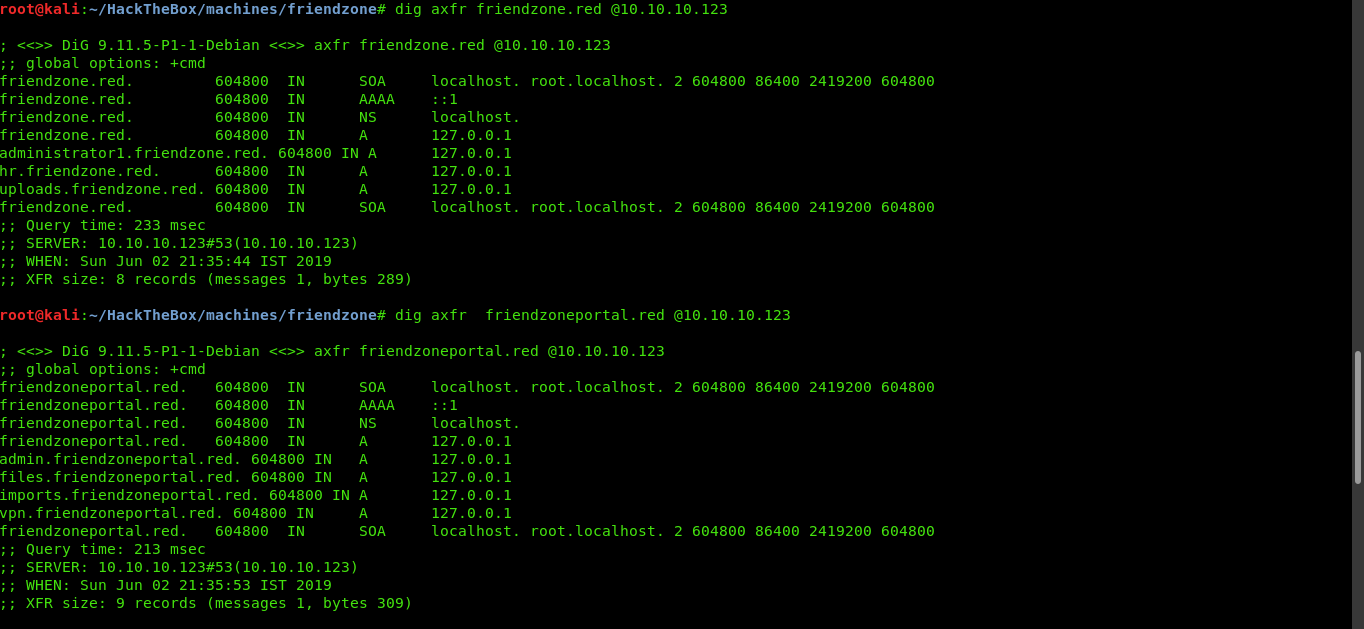 root@kali:~/HackTheBox/machines/friendzone# dig axfr friendzone.red @10.10.10.123
; <<>> DiG 9.11.5-P1-1-Debian <<>> axfr friendzone.red @10.10.10.123
;; global options: +cmd
friendzone.red. 604800 IN SOA localhost. root.localhost. 2 604800 86400 2419200 604800
friendzone.red. 604800 IN AAAA ::1
friendzone.red. 604800 IN NS localhost.
friendzone.red. 604800 IN A 127.0.0.1
administrator1.friendzone.red. 604800 IN A 127.0.0.1
hr.friendzone.red. 604800 IN A 127.0.0.1
uploads.friendzone.red. 604800 IN A 127.0.0.1
friendzone.red. 604800 IN SOA localhost. root.localhost. 2 604800 86400 2419200 604800
;; Query time: 233 msec
;; SERVER: 10.10.10.123#53(10.10.10.123)
;; WHEN: Sun Jun 02 21:35:44 IST 2019
;; XFR size: 8 records (messages 1, bytes 289)
root@kali:~/HackTheBox/machines/friendzone# dig axfr  friendzoneportal.red @10.10.10.123
; <<>> DiG 9.11.5-P1-1-Debian <<>> axfr friendzoneportal.red @10.10.10.123
;; global options: +cmd
friendzoneportal.red. 604800 IN SOA localhost. root.localhost. 2 604800 86400 2419200 604800
friendzoneportal.red. 604800 IN AAAA ::1
friendzoneportal.red. 604800 IN NS localhost.
friendzoneportal.red. 604800 IN A 127.0.0.1
admin.friendzoneportal.red. 604800 IN A 127.0.0.1
files.friendzoneportal.red. 604800 IN A 127.0.0.1
imports.friendzoneportal.red. 604800 IN A 127.0.0.1
vpn.friendzoneportal.red. 604800 IN A 127.0.0.1
friendzoneportal.red. 604800 IN SOA localhost. root.localhost. 2 604800 86400 2419200 604800
;; Query time: 213 msec
;; SERVER: 10.10.10.123#53(10.10.10.123)
;; WHEN: Sun Jun 02 21:35:53 IST 2019
;; XFR size: 9 records (messages 1, bytes 309)